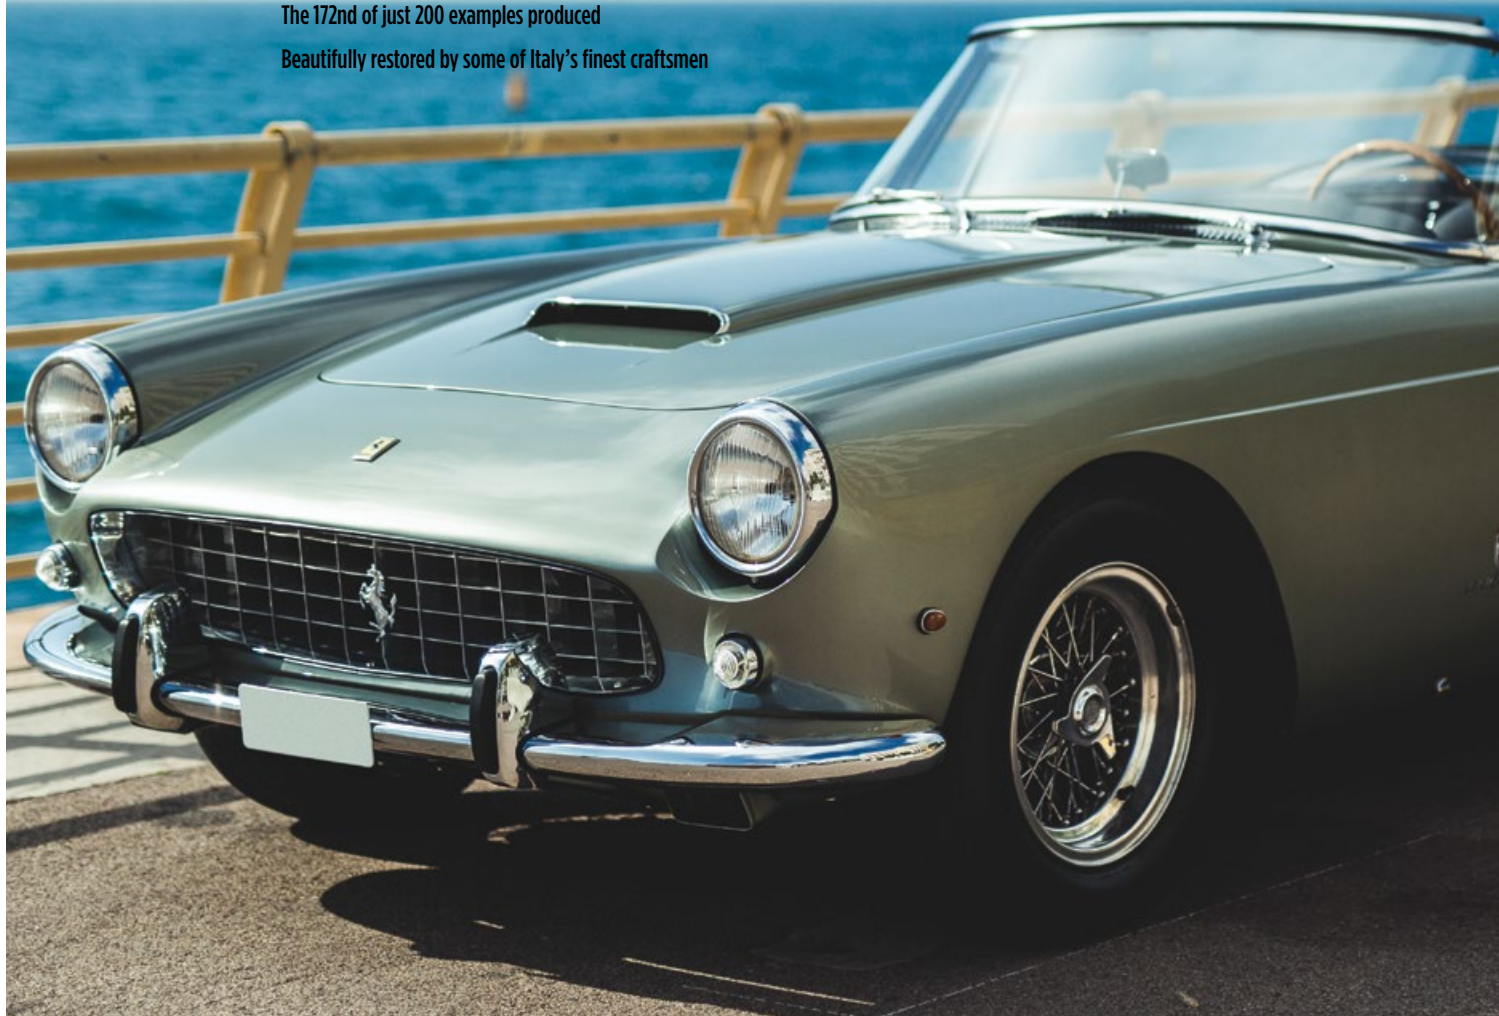 The 172nd of just 200 examples produced
Beautifully restored by some of Italy’s finest craftsmen